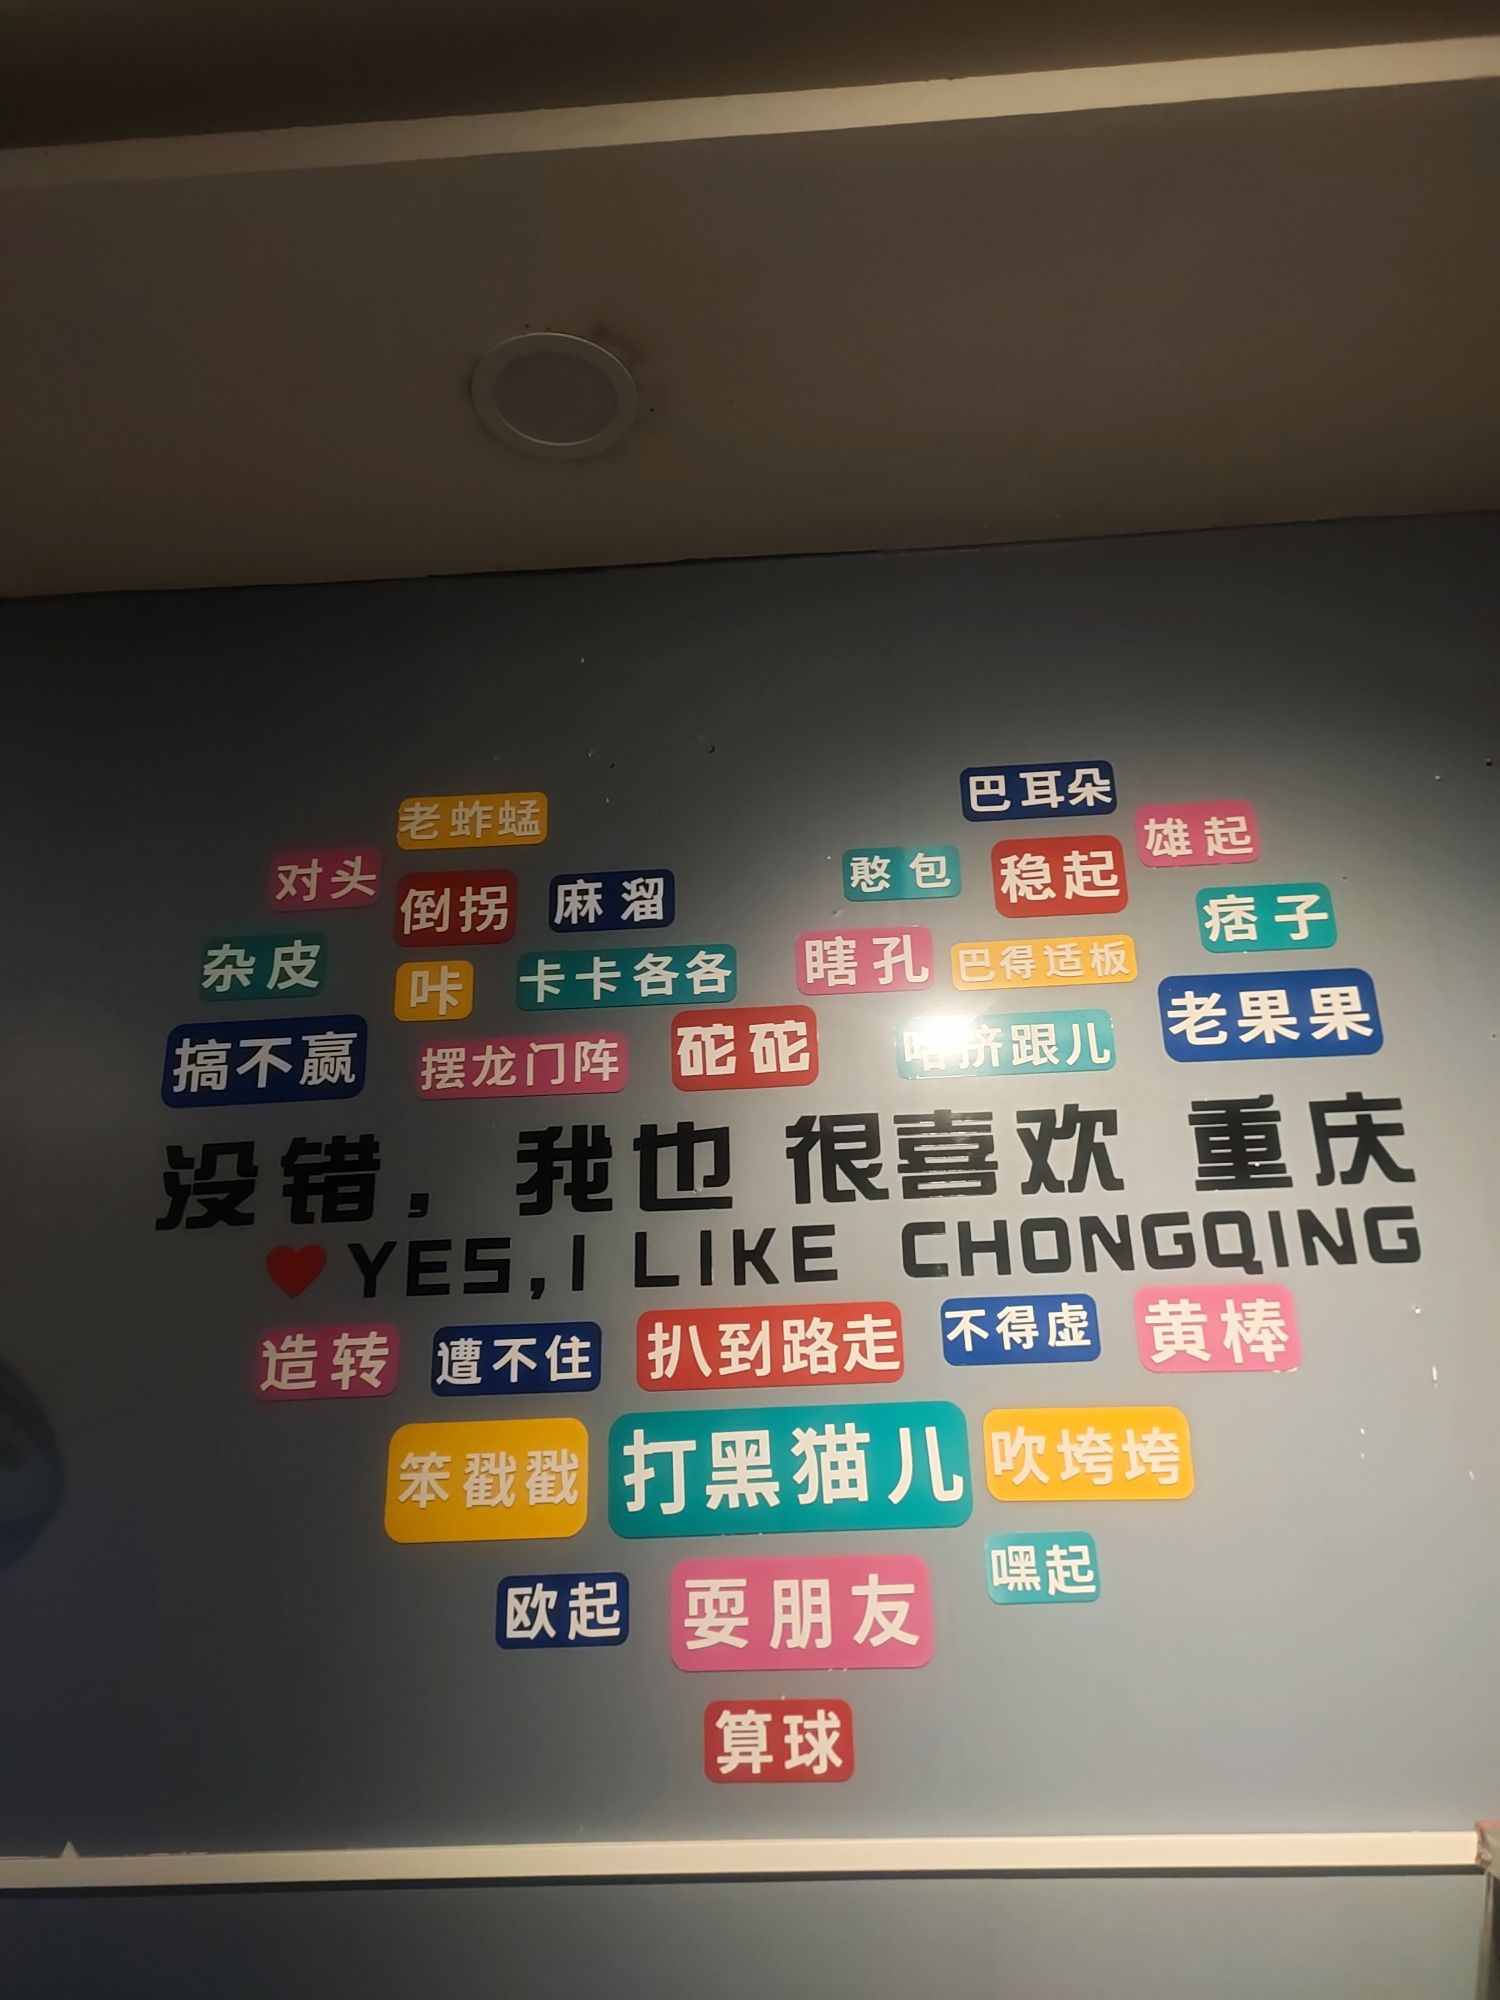 巴耳朵
老蚱蜢
雄起
对头
倒拐
麻溜
憨包
稳起
痞子
杂皮
咔
卡卡各各
瞎孔
巴得适板
搞不赢
摆龙门阵
砣砣
挤跟儿
老果果
没错，我也 很喜欢 重庆
YES,I LIKE CHONGQING
造转
遭不住
扒到路走
不得虚
黄棒
笨戳戳
打黑猫儿
吹垮垮
欧起
耍朋友
嘿起
算球